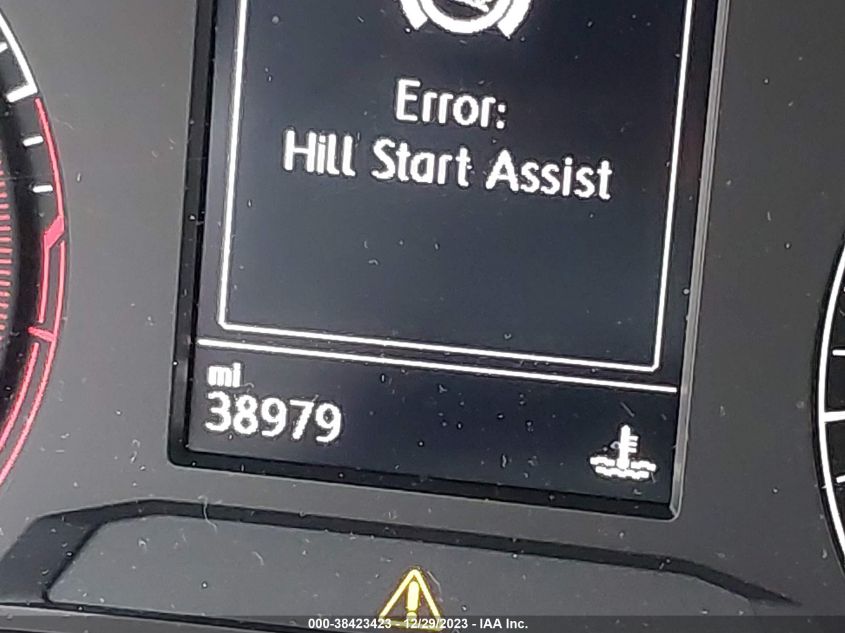 Error:
Hill Start Assist
mi
38979
000-38423423 - 12/29/2023 - IAA Inc.